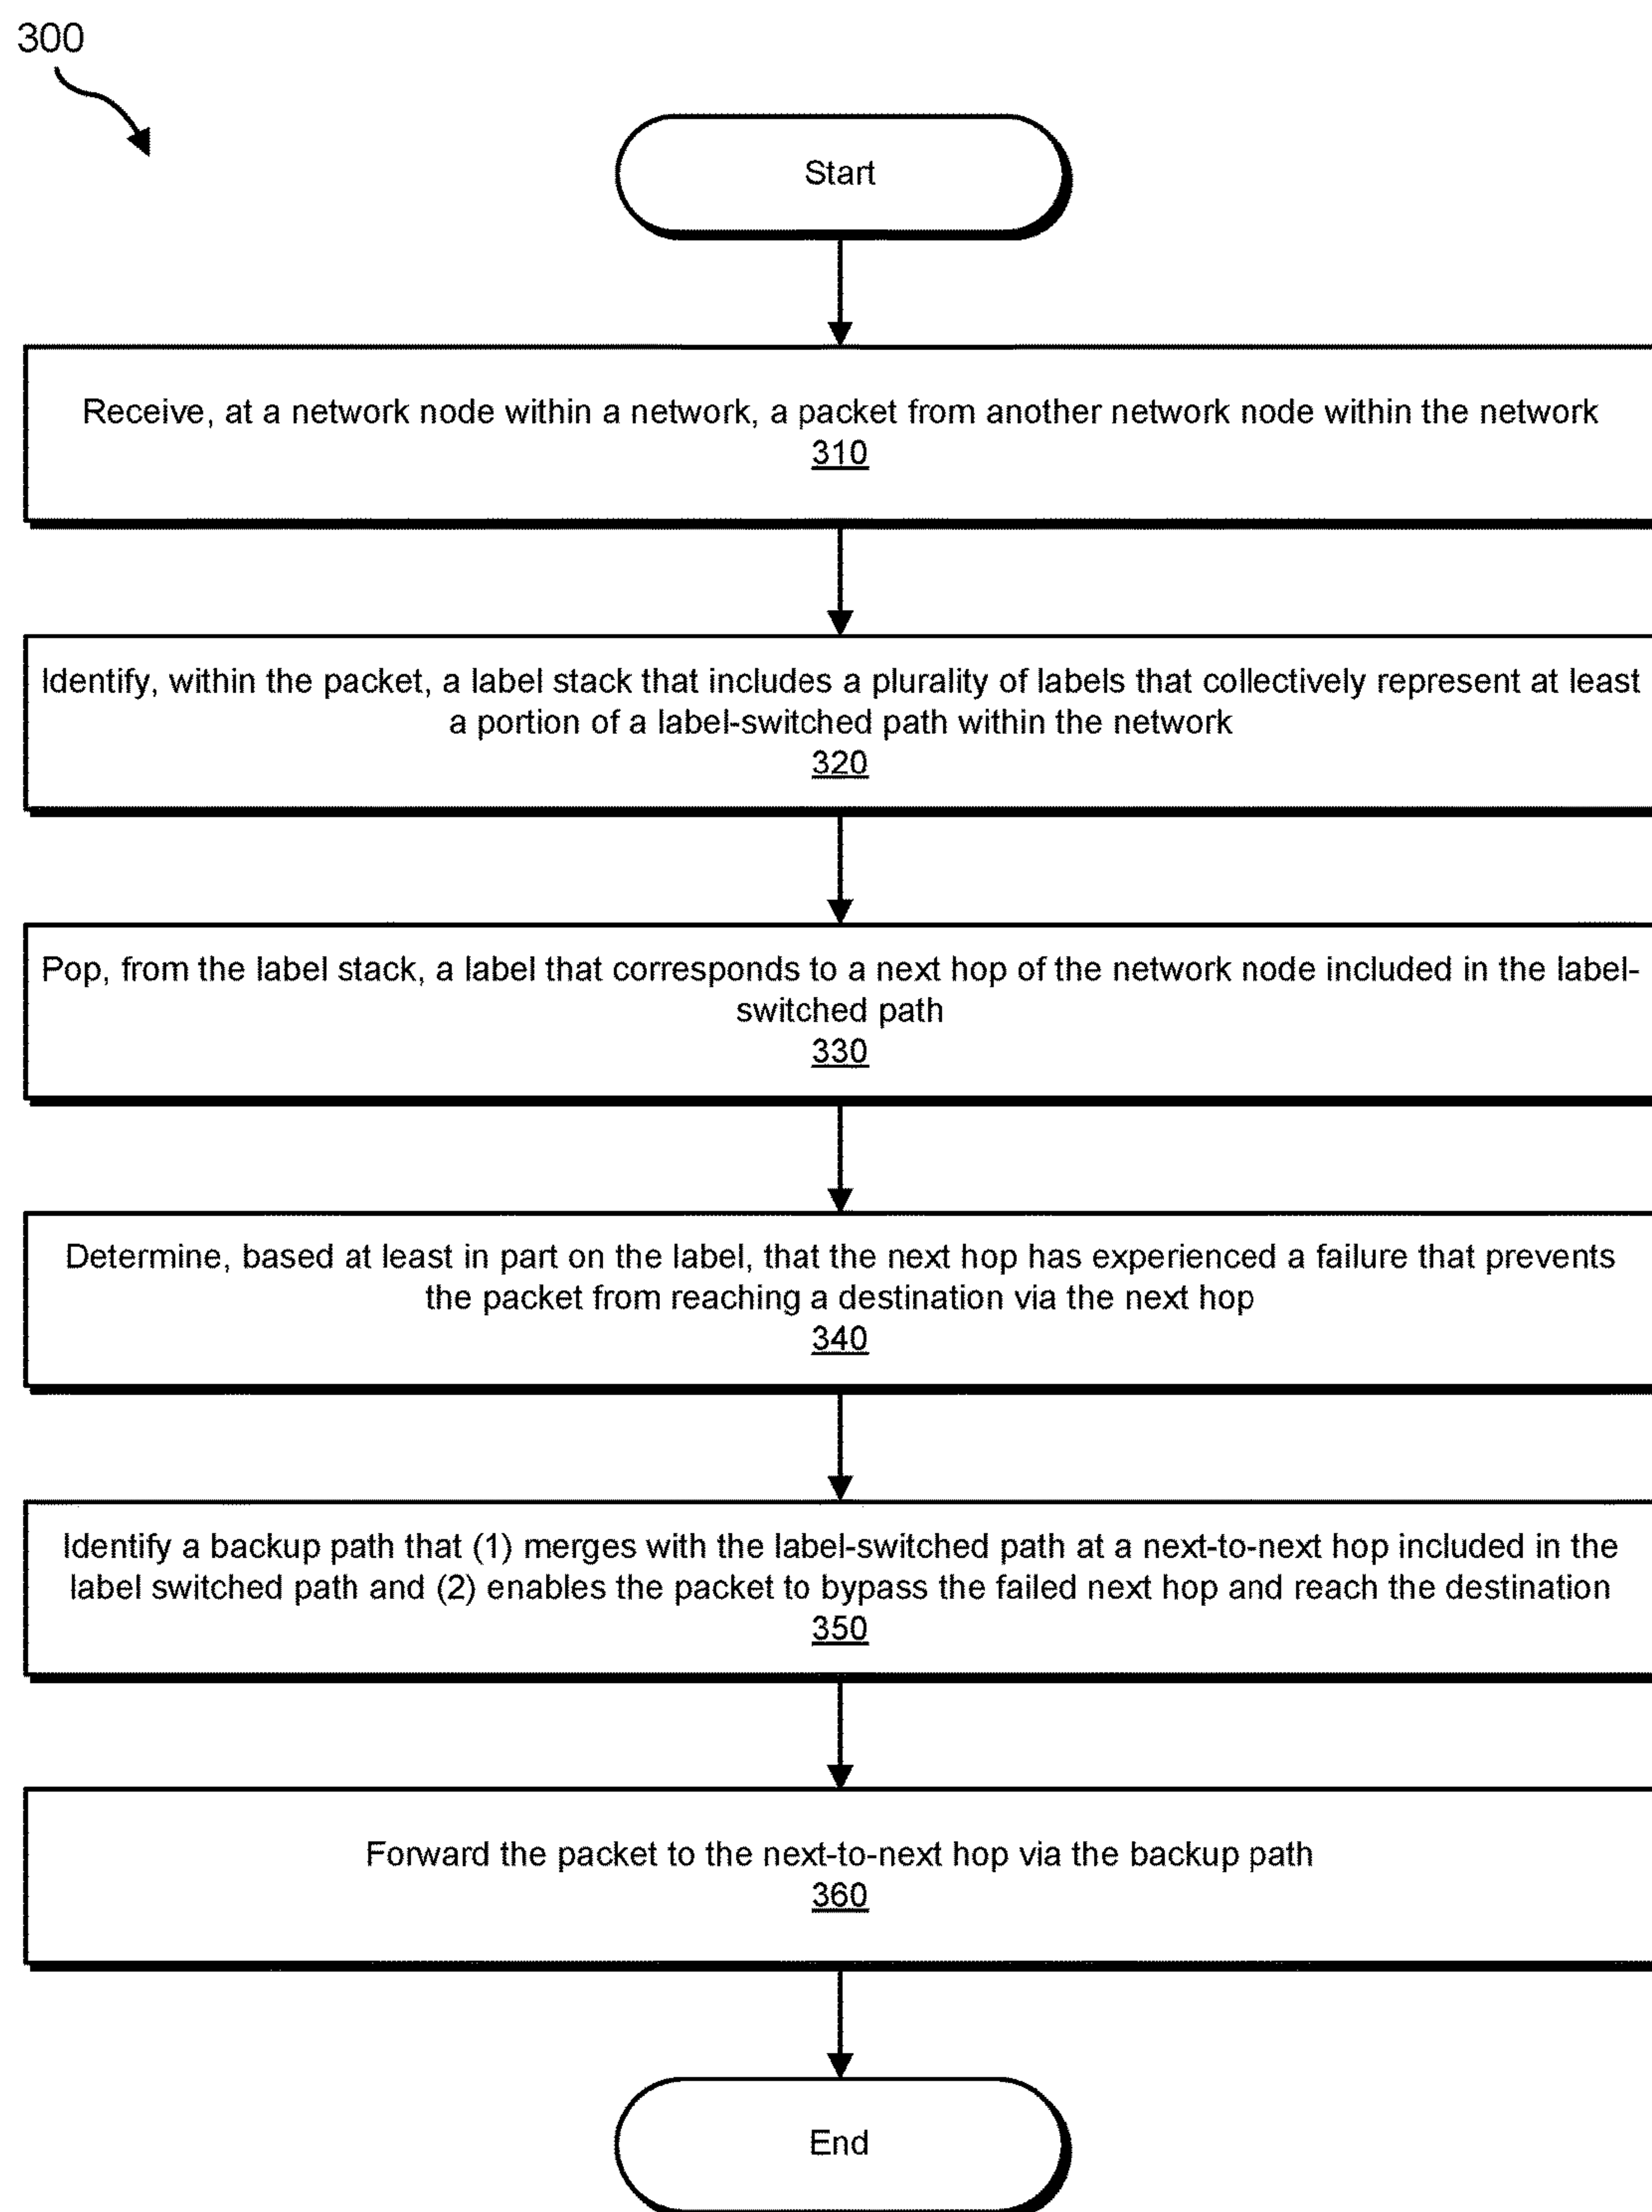 300
Start
Receive, at a network node within a network, a packet from another network node within the network
310
Identify, within the packet, a label stack that includes a plurality of labels that collectively represent at least
a portion of a label-switched path within the network
320
Pop, from the label stack, a label that corresponds to a next hop of the network node included in the label-
switched path
330
Determine, based at least in part on the label, that the next hop has experienced a failure that prevents
the packet from reaching a destination via the next hop
340
Identify a backup path that (1) merges with the label-switched path at a next-to-next hop included in the
label switched path and (2) enables the packet to bypass the failed next hop and reach the destination
350
Forward the packet to the next-to-next hop via the backup path
360
End